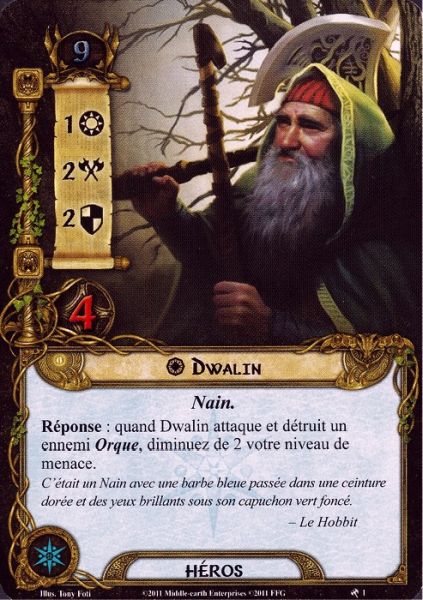 9
1
2
2
4
Dwalin
Nain.
Réponse : quand Dwalin attaque et détruit un
ennemi Orque, diminuez de 2 votre niveau de
menace.
C'était un Nain avec une barbe bleue passée dans une ceinture
dorée et des yeux brillants sous son capuchon vert foncé.
– Le Hobbit
HÉROS
Illus. Tony Foti
©2011 Middle-earth Enterprises ©2011 FFG
1